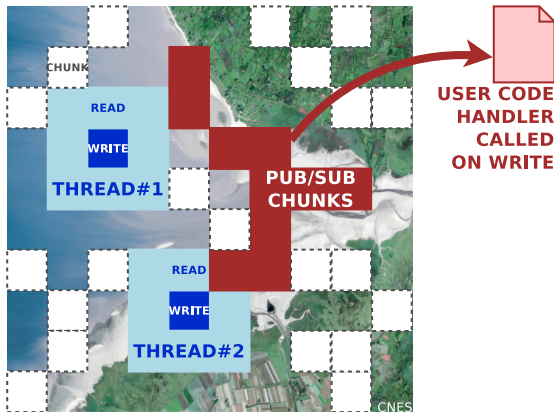 CHUNK
READ
WRITE
THREAD#1
PUB/SUB
CHUNKS
READ
WRITE
THREAD#2
CNES
USER CODE
HANDLER
CALLED
ON WRITE